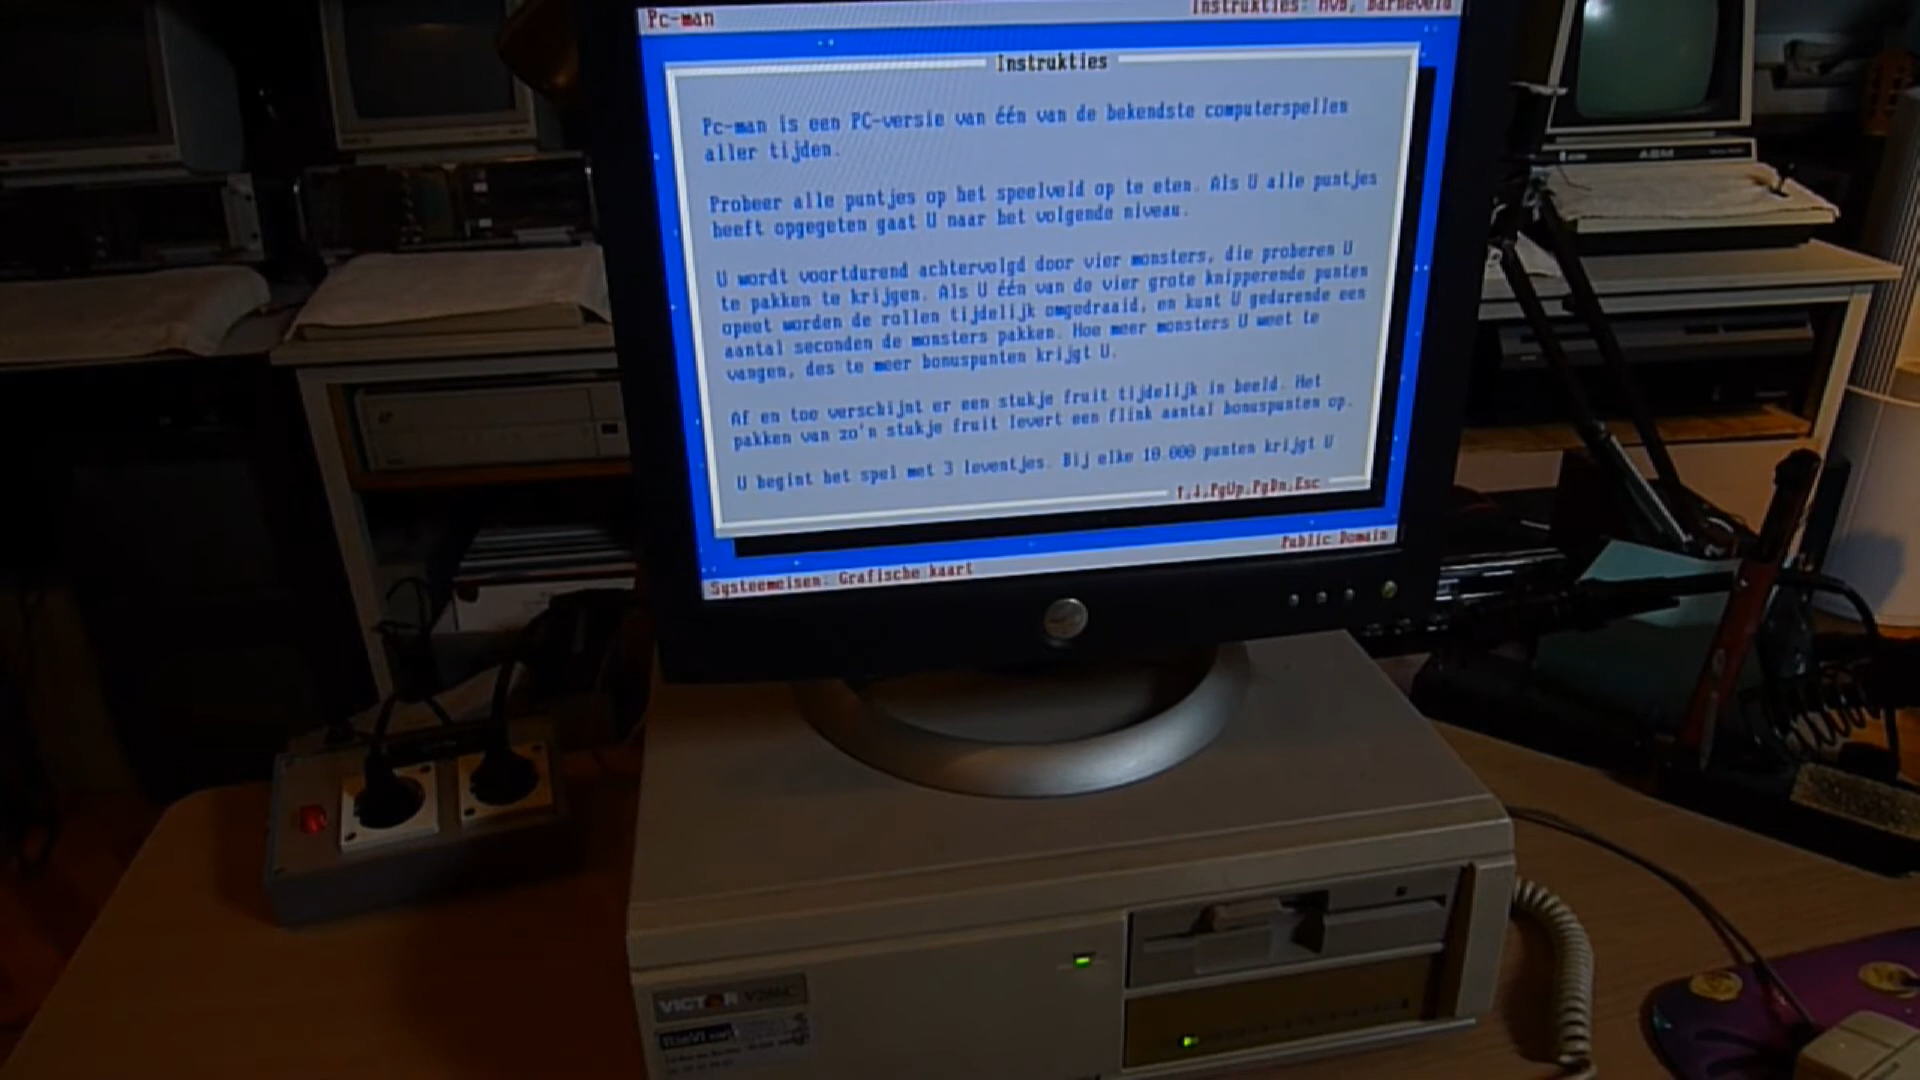 Pc-man
Instrukties: HVB, Barneveld
Instrukties
Pc-man is een PC-versie van één van de bekendste computerspellen
aller tijden.
Probeer alle puntjes op het speelveld op te eten. Als U alle puntjes
heeft opgegeten gaat U naar het volgende niveau.
U wordt voortdurend achtervolgd door vier monsters, die proberen U
te pakken te krijgen. Als U één van de vier grote knipperende punten
opeet worden de rollen tijdelijk omgedraaid, en kunt U gedurende een
aantal seconden de monsters pakken. Hoe meer monsters U weet te
vangen, des te meer bonuspunten krijgt U.
Af en toe verschijnt er een stukje fruit tijdelijk in beeld. Het
pakken van zo'n stukje fruit levert een flink aantal bonuspunten op.
U begint het spel met 3 leventjes. Bij elke 10.000 punten krijgt U
↑,↓,PgUp,PgDn,Esc
Public Domain
Systeemeisen: Grafische kaart
VICTOR V286C